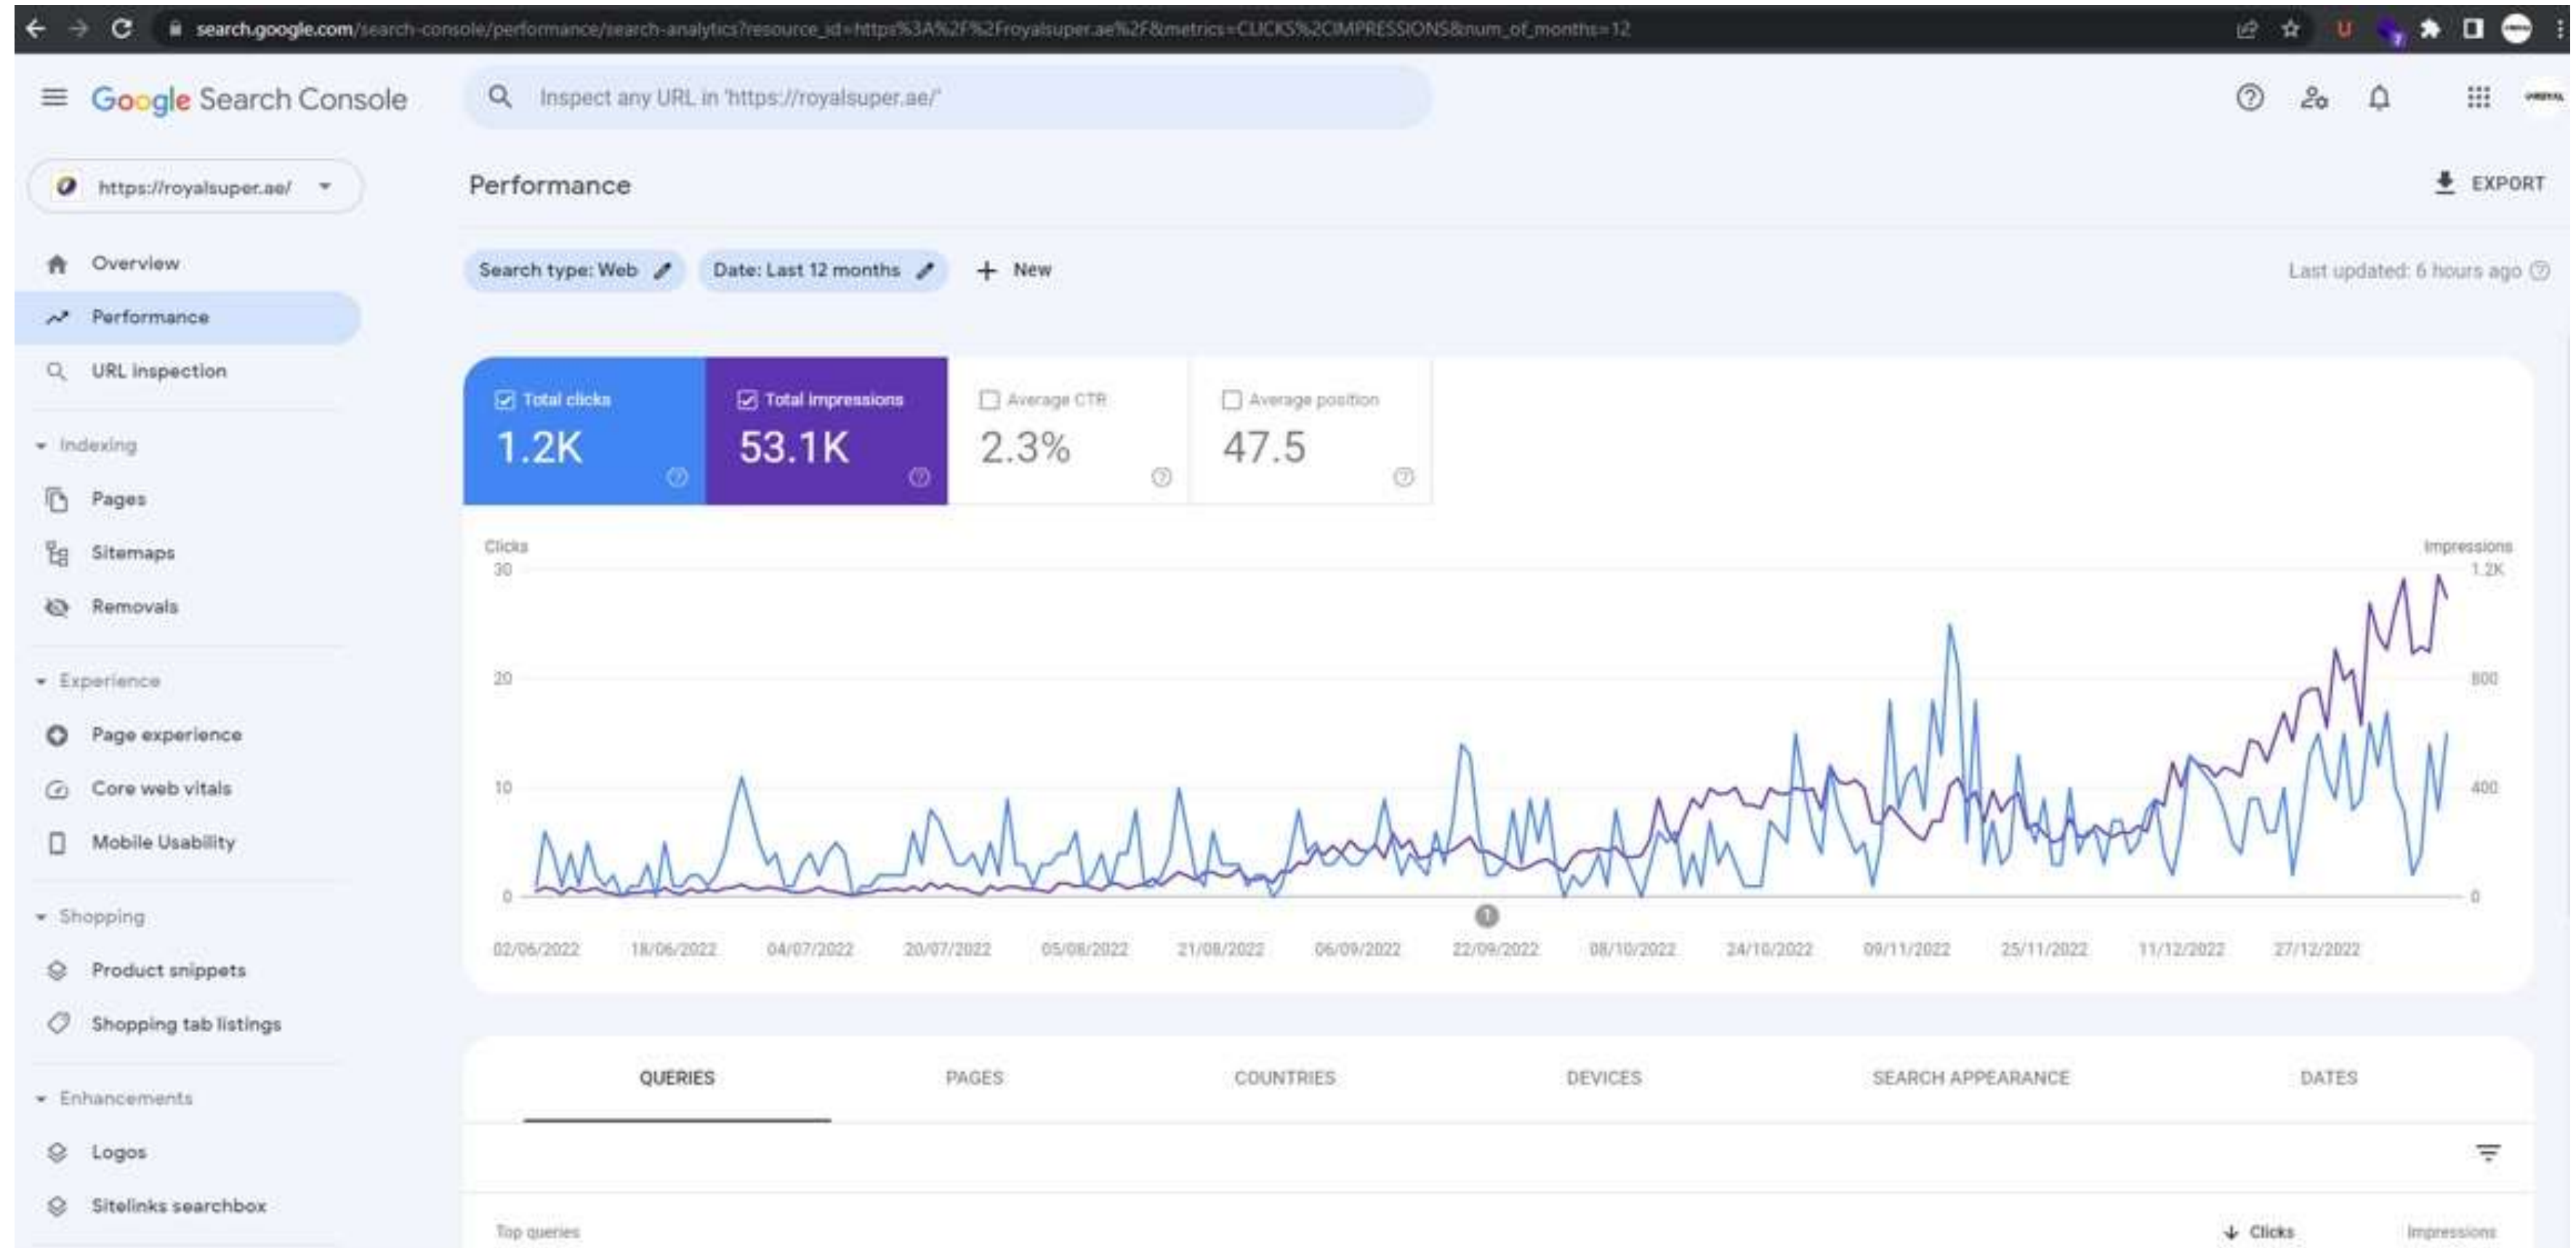 search.google.com/search-console/performance/search-analytics?resource_id=https%3A%2F%2Froyalsuper.ae%2F&metrics=CLICKS%2CIMPRESSIONS&num_of_months=12
Google Search Console
Inspect any URL in 'https://royalsuper.ae/'
https://royalsuper.ae/
Performance
EXPORT
Overview
Search type: Web
Date: Last 12 months
New
Last updated: 6 hours ago
Performance
URL inspection
Total clicks
Total impressions
Average CTR
Average position
1.2K
53.1K
2.3%
47.5
Indexing
Pages
Sitemaps
Removals
Experience
Page experience
Core web vitals
Mobile Usability
Shopping
Product snippets
Shopping tab listings
Enhancements
Logos
Sitelinks searchbox
Clicks
Impressions
30
1.2K
20
800
10
400
0
0
1
02/06/2022 18/06/2022 04/07/2022 20/07/2022 05/08/2022 21/08/2022 06/09/2022 22/09/2022 08/10/2022 24/10/2022 09/11/2022 25/11/2022 11/12/2022 27/12/2022
QUERIES PAGES COUNTRIES DEVICES SEARCH APPEARANCE DATES
Top queries
Clicks
Impressions